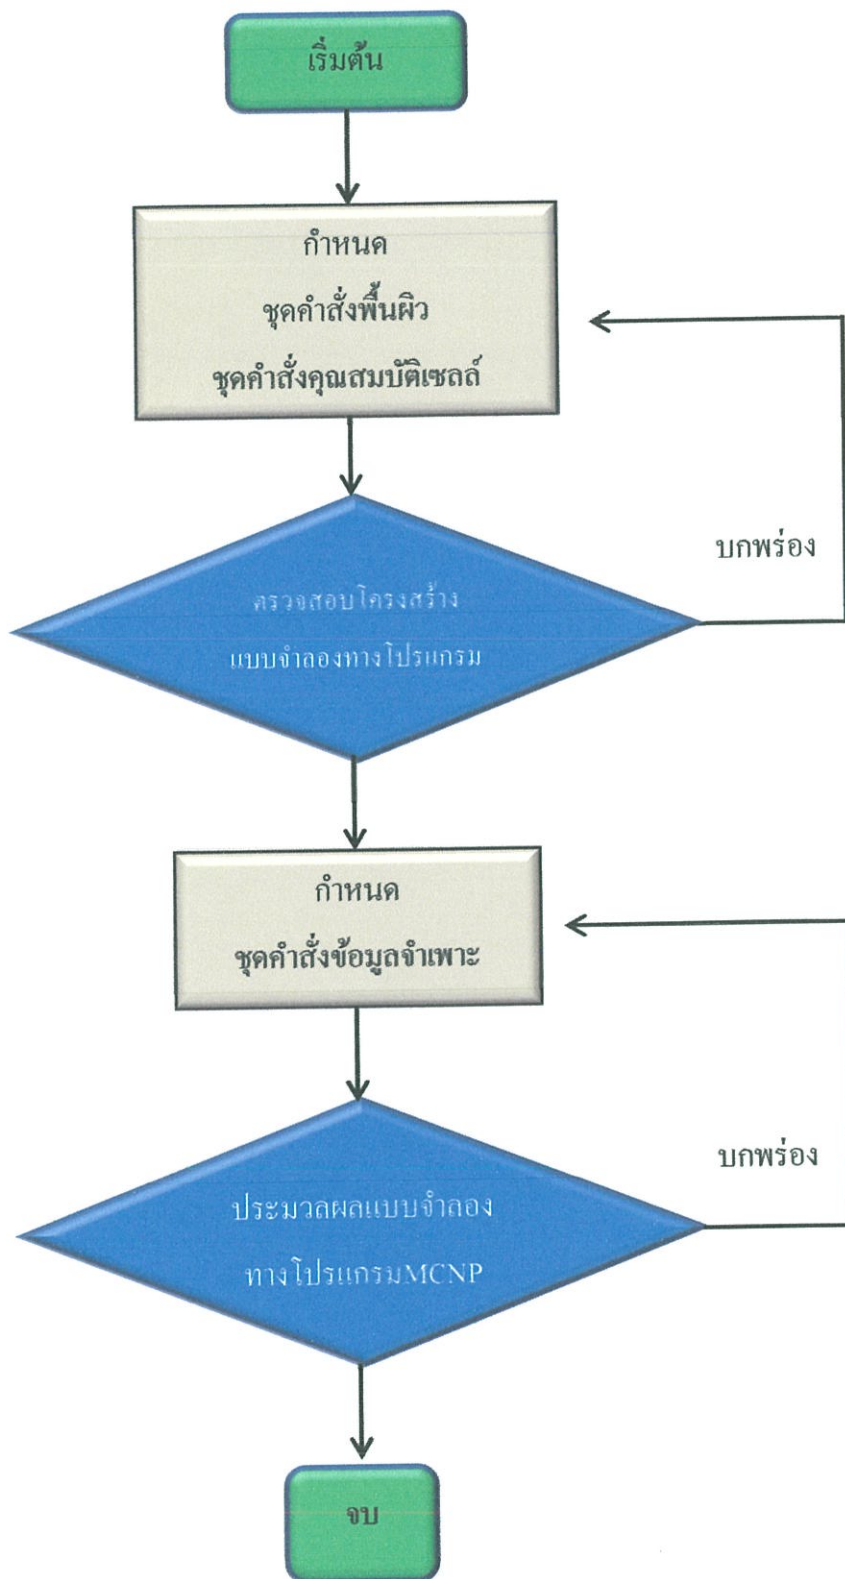 เริ่มต้น
กำหนด
ชุดคำสั่งพื้นผิว
ชุดคำสั่งคุณสมบัติเซลล์
บกพร่อง
ตรวจสอบโครงสร้าง
แบบจำลองทางโปรแกรม
กำหนด
ชุดคำสั่งข้อมูลจำเพาะ
บกพร่อง
ประมวลผลแบบจำลอง
ทางโปรแกรมMCNP
จบ